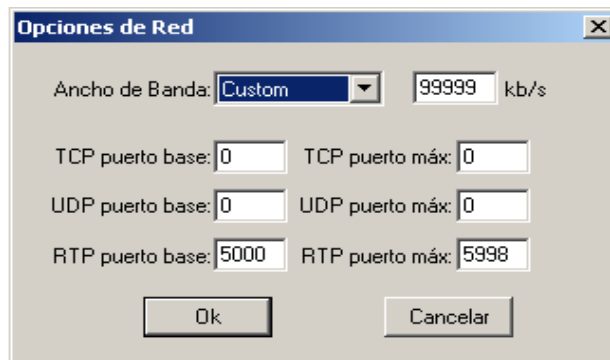 Opciones de Red
Ancho de Banda: Custom 99999 kb/s
TCP puerto base: 0 TCP puerto máx: 0
UDP puerto base: 0 UDP puerto máx: 0
RTP puerto base: 5000 RTP puerto máx: 5998
Ok Cancelar